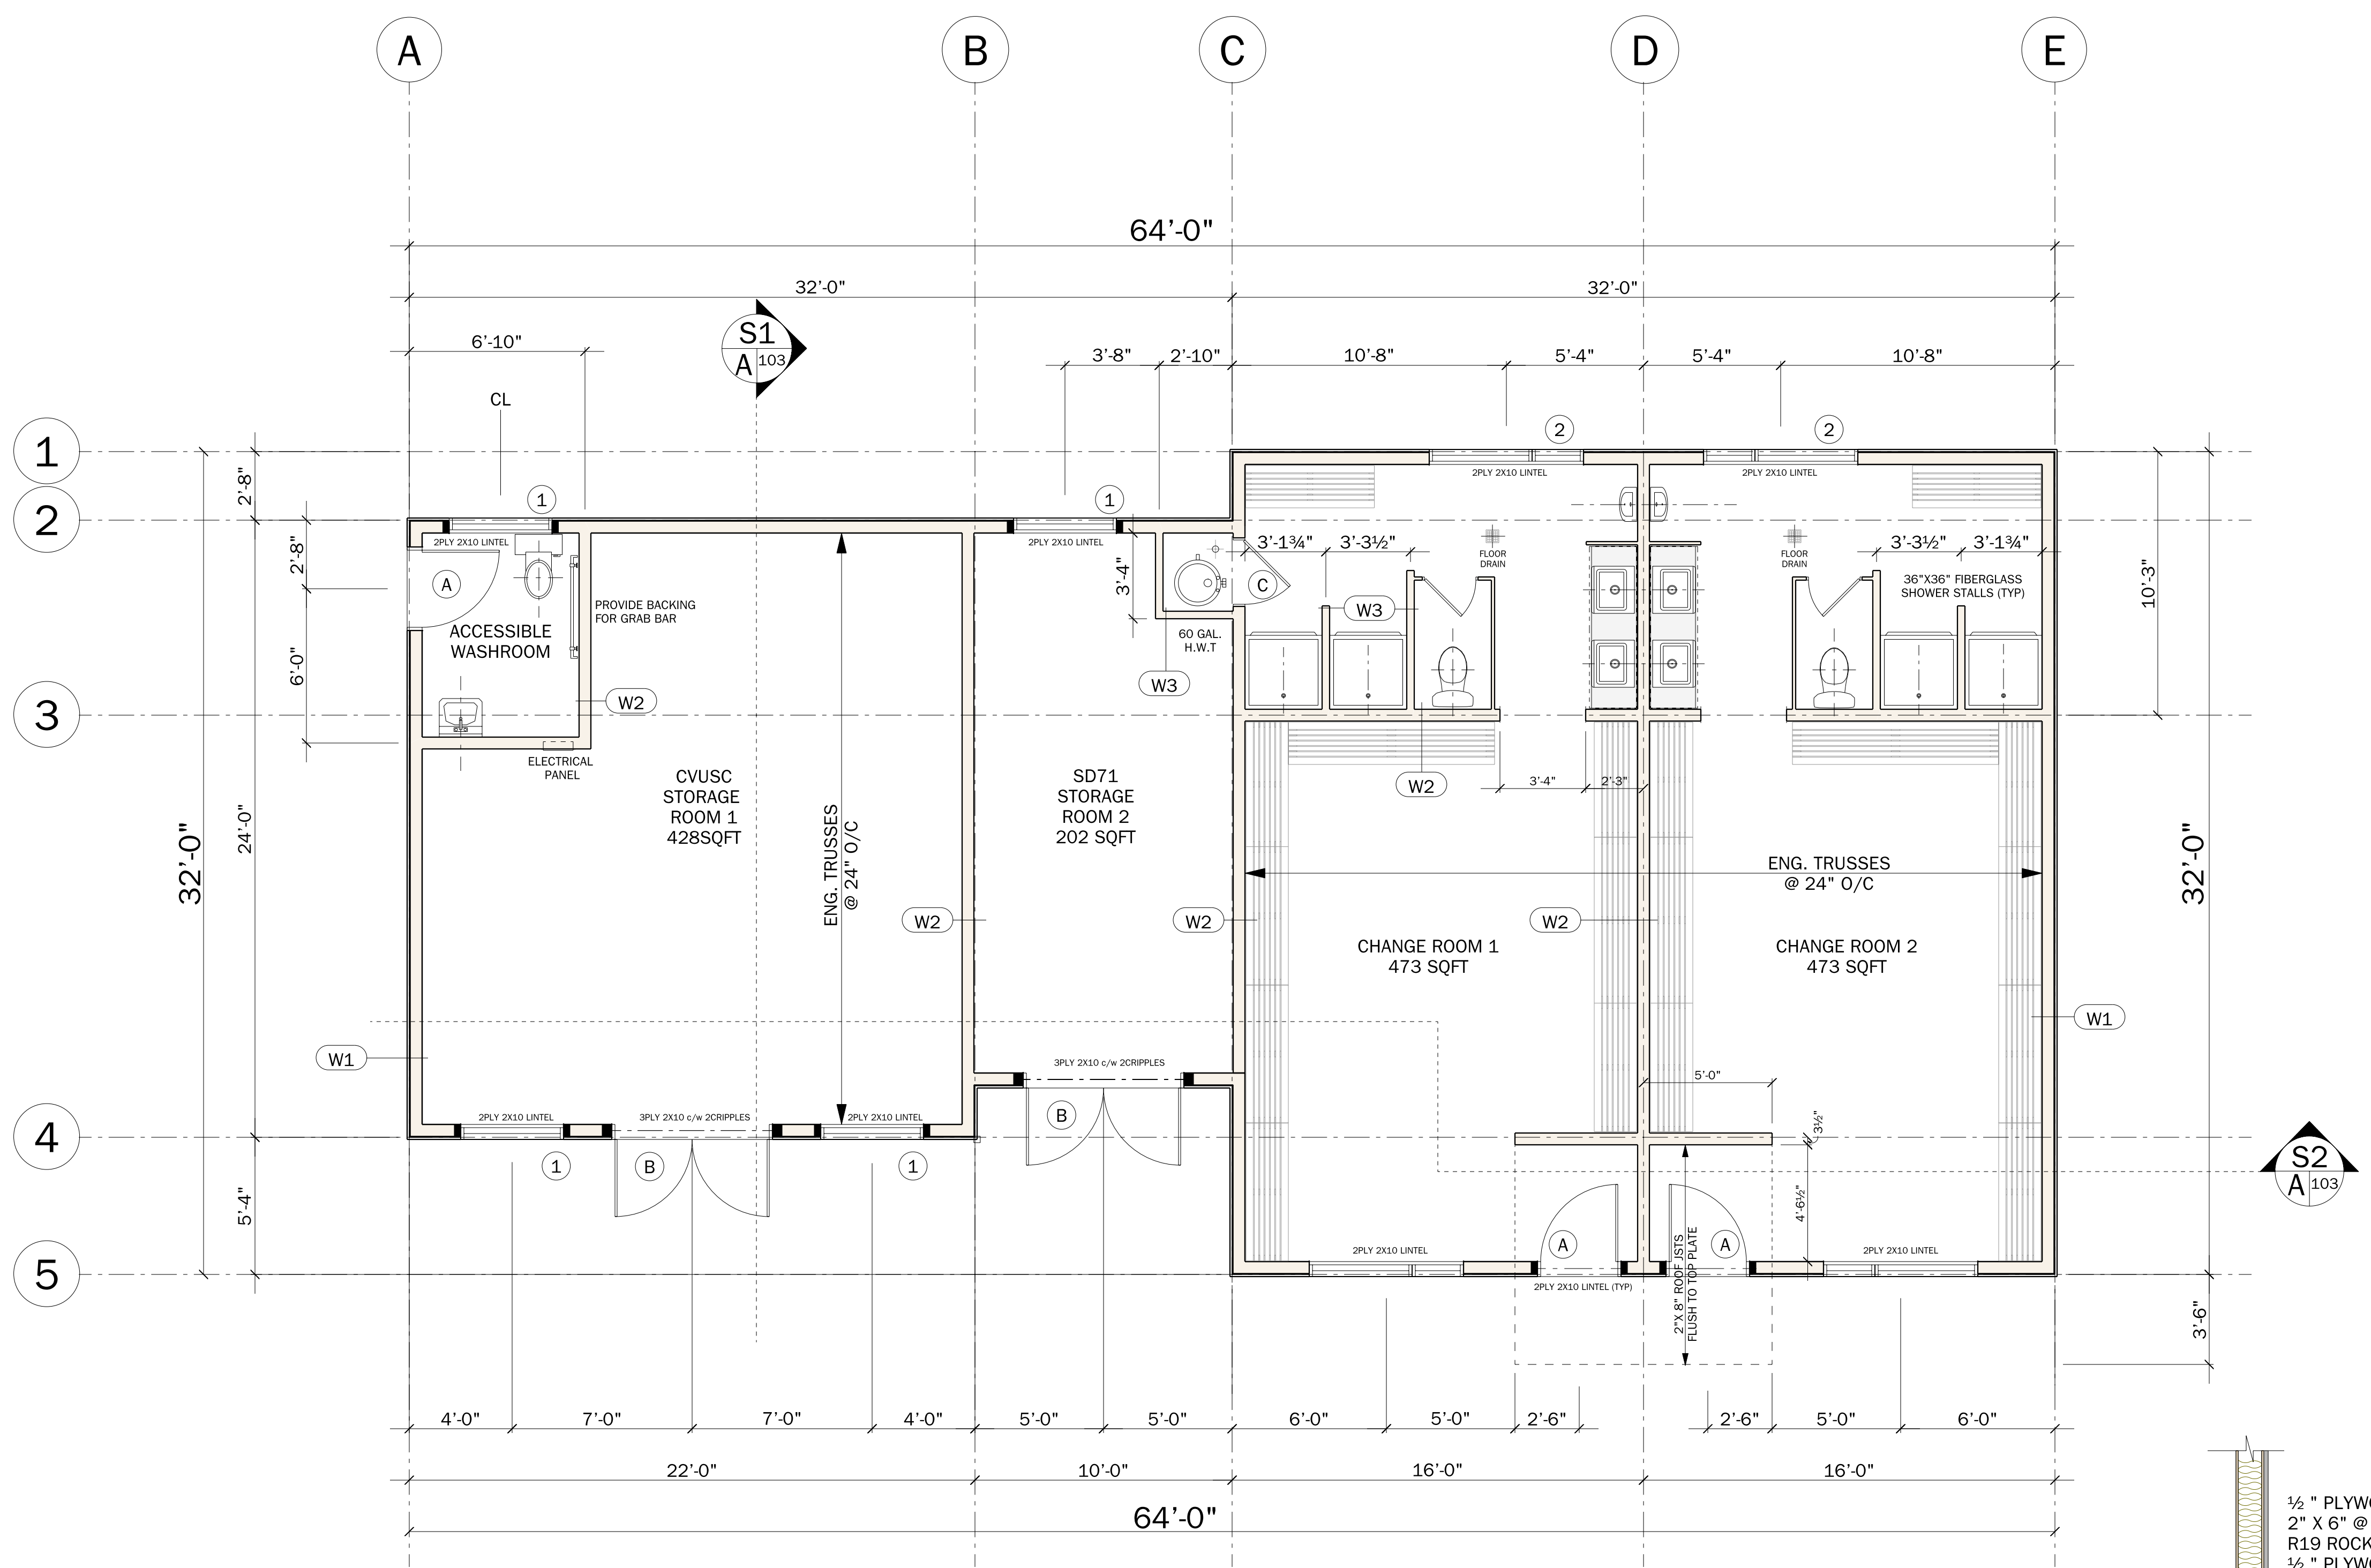 A B C D E
64'-0"
32'-0" 32'-0"
6'-10" S1 3'-8" 2'-10" 10'-8" 5'-4" 5'-4" 10'-8"
A 103
CL
1 2 2
2'-8" 1 1
2PLY 2X10 LINTEL 2PLY 2X10 LINTEL
2
2PLY 2X10 LINTEL 2PLY 2X10 LINTEL
2'-8" 3'-4" 3'-1¾" 3'-3½" FLOOR FLOOR 3'-3½" 3'-1¾" 10'-3"
DRAIN DRAIN
A C 36"X36" FIBERGLASS
SHOWER STALLS (TYP)
PROVIDE BACKING W3
FOR GRAB BAR
ACCESSIBLE
WASHROOM
60 GAL.
H.W.T
6'-0"
W3
W2
3
ELECTRICAL
PANEL
CVUSC SD71 W2 3'-4" 2'-3"
STORAGE STORAGE
ROOM 1 ROOM 2
428SQFT 202 SQFT
32'-0" 24'-0" ENG. TRUSSES 32'-0"
@ 24" O/C
ENG. TRUSSES
@ 24" O/C
W2 W2 W2
CHANGE ROOM 1 CHANGE ROOM 2
473 SQFT 473 SQFT
W1
W1
3PLY 2X10 c/w 2CRIPPLES
5'-0"
2PLY 2X10 LINTEL 3PLY 2X10 c/w 2CRIPPLES 2PLY 2X10 LINTEL B
3½"
4
1 B 1
S2
A 103
5'-4" 4'-6½"
A A
2PLY 2X10 LINTEL 2PLY 2X10 LINTEL
5
2PLY 2X10 LINTEL (TYP)
2"X 8" ROOF JSTS
FLUSH TO TOP PLATE
3'-6"
4'-0" 7'-0" 7'-0" 4'-0" 5'-0" 5'-0" 6'-0" 5'-0" 2'-6" 2'-6" 5'-0" 6'-0"
22'-0" 10'-0" 16'-0" 16'-0"
64'-0"
½ " PLYW
2" X 6" @
R19 ROCK
½ " PLYW